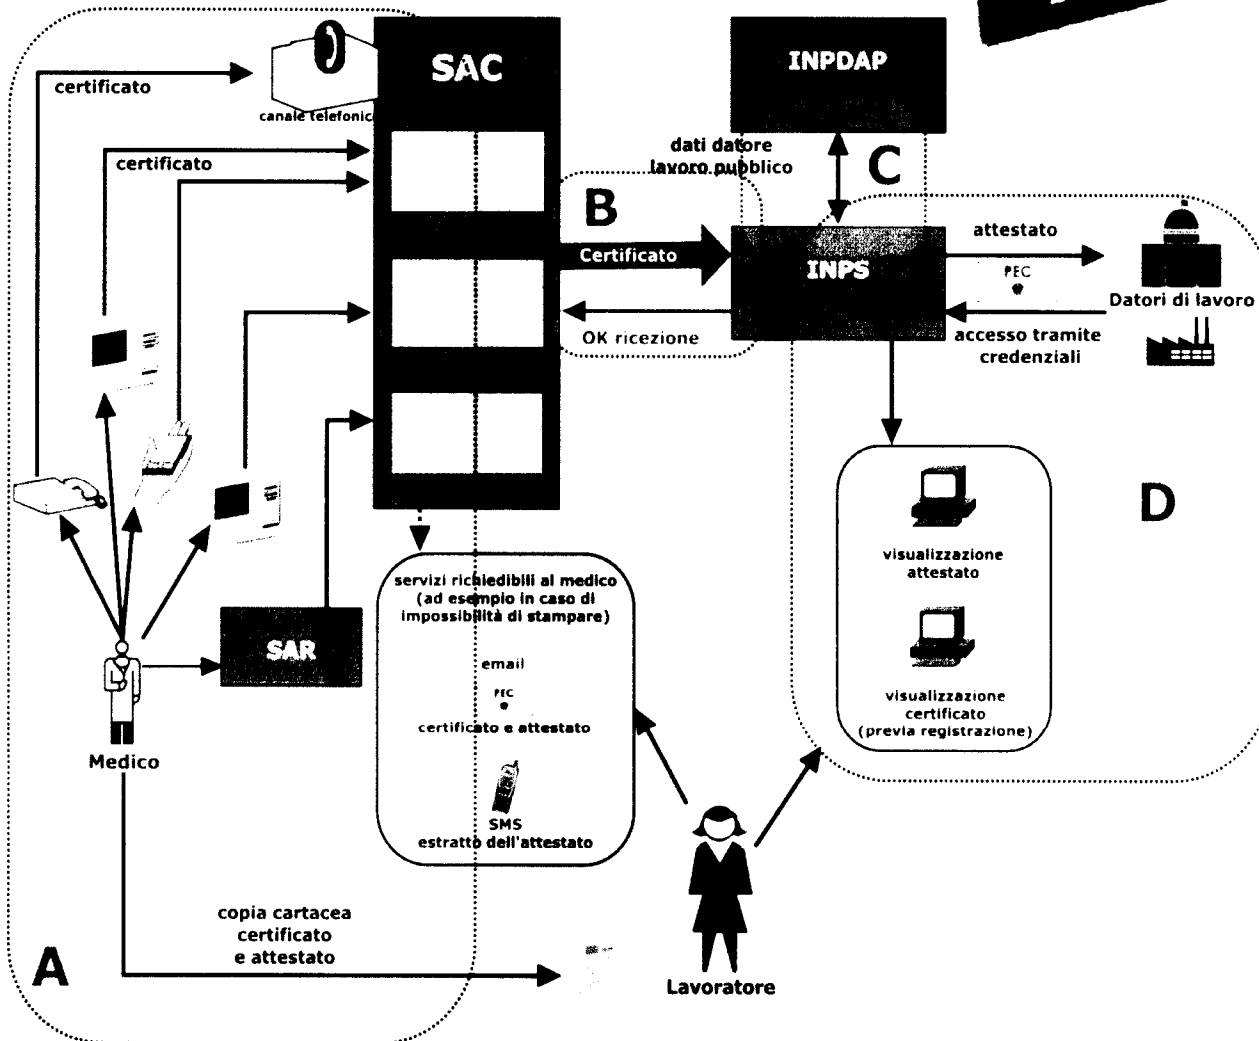 SAC
INPDAP
certificato
canale telefonic
certificato
dati datore
lavoro pubblico
C
B
attestato
Certificato
INPS
PEC
Datori di lavoro
OK ricezione
accesso tramite
credenziali
D
visualizzazione
attestato
servizi richiedibili al medico
(ad esempio in caso di
impossibilità di stampare)
SAR
email
PEC
certificato e attestato
visualizzazione
certificato
(previa registrazione)
Medico
SMS
estratto dell'attestato
copia cartacea
certificato
e attestato
A
Lavoratore